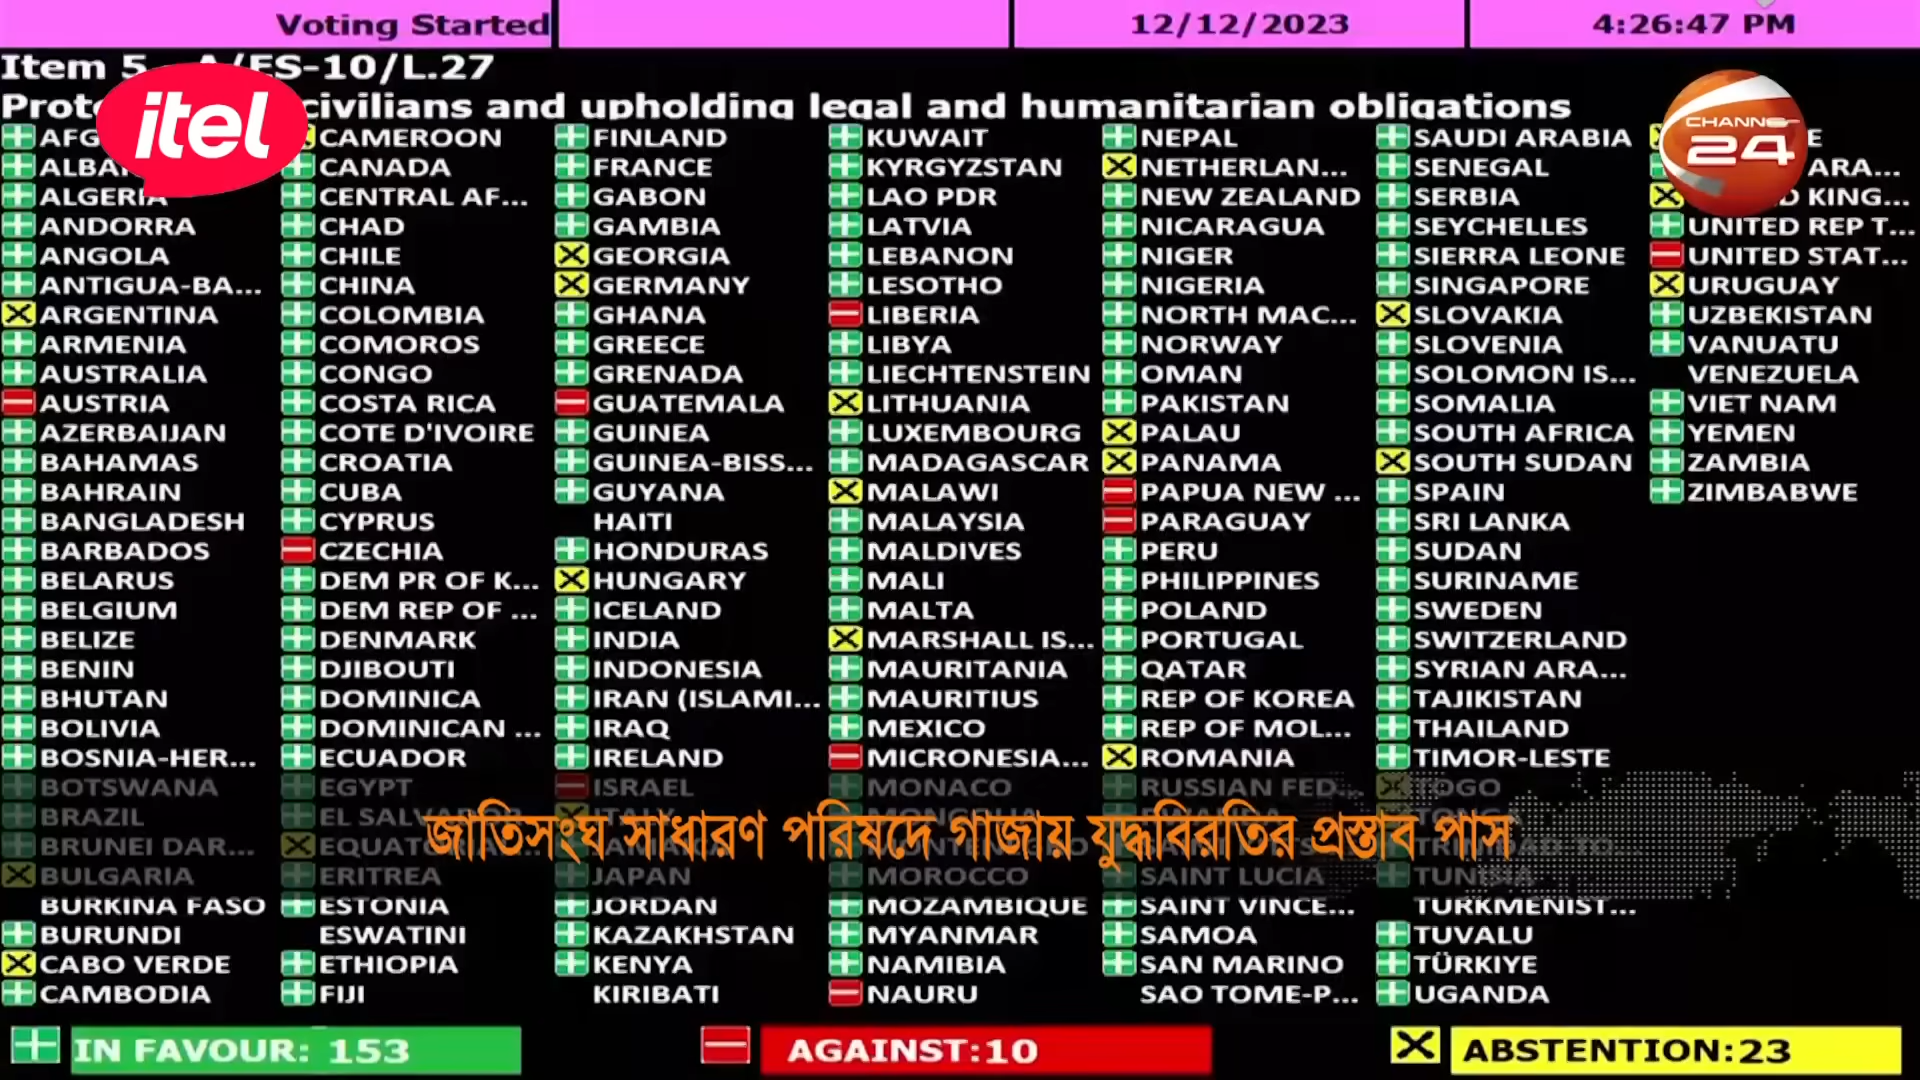 Voting Started 12/12/2023 4:26:47 PM
Item 5 A/ES-10/L.27
civilians and upholding legal and humanitarian obligations
itel
CHANNEL 24
CAMEROON FINLAND KUWAIT NEPAL SAUDI ARABIA
CANADA FRANCE KYRGYZSTAN NETHERLAN... SENEGAL ARA...
ALGERIA CENTRAL AF... GABON LAO PDR NEW ZEALAND SERBIA KING...
ANDORRA CHAD GAMBIA LATVIA NICARAGUA SEYCHELLES UNITED REP T...
ANGOLA CHILE GEORGIA LEBANON NIGER SIERRA LEONE UNITED STAT...
ANTIGUA-BA... CHINA GERMANY LESOTHO NIGERIA SINGAPORE URUGUAY
ARGENTINA COLOMBIA GHANA LIBERIA NORTH MAC... SLOVAKIA UZBEKISTAN
ARMENIA COMOROS GREECE LIBYA NORWAY SLOVENIA VANUATU
AUSTRALIA CONGO GRENADA LIECHTENSTEIN OMAN SOLOMON IS... VENEZUELA
AUSTRIA COSTA RICA GUATEMALA LITHUANIA PAKISTAN SOMALIA VIET NAM
AZERBAIJAN COTE D'IVOIRE GUINEA LUXEMBOURG PALAU SOUTH AFRICA YEMEN
BAHAMAS CROATIA GUINEA-BISS... MADAGASCAR PANAMA SOUTH SUDAN ZAMBIA
BAHRAIN CUBA GUYANA MALAWI PAPUA NEW ... SPAIN ZIMBABWE
BANGLADESH CYPRUS HAITI MALAYSIA PARAGUAY SRI LANKA
BARBADOS CZECHIA HONDURAS MALDIVES PERU SUDAN
BELARUS DEM PR OF K... HUNGARY MALI PHILIPPINES SURINAME
BELGIUM DEM REP OF ... ICELAND MALTA POLAND SWEDEN
BELIZE DENMARK INDIA MARSHALL IS... PORTUGAL SWITZERLAND
BENIN DJIBOUTI INDONESIA MAURITANIA QATAR SYRIAN ARA...
BHUTAN DOMINICA IRAN (ISLAMI... MAURITIUS REP OF KOREA TAJIKISTAN
BOLIVIA DOMINICAN ... IRAQ MEXICO REP OF MOL... THAILAND
BOSNIA-HER... ECUADOR IRELAND MICRONESIA... ROMANIA TIMOR-LESTE
BOTSWANA EGYPT ISRAEL MONACO RUSSIAN FED... TOGO
BRAZIL
জাতিসংঘ সাধারণ পরিষদে গাজায় যুদ্ধবিরতির প্রস্তাব পাস
BRUNEI DAR...
BULGARIA ERITREA JAPAN MOROCCO SAINT LUCIA TUNISIA
BURKINA FASO ESTONIA JORDAN MOZAMBIQUE SAINT VINCE... TURKMENIST...
BURUNDI ESWATINI KAZAKHSTAN MYANMAR SAMOA TUVALU
CABO VERDE ETHIOPIA KENYA NAMIBIA SAN MARINO TÜRKIYE
CAMBODIA FIJI KIRIBATI NAURU SAO TOME-P... UGANDA
IN FAVOUR: 153 AGAINST:10 ABSTENTION:23